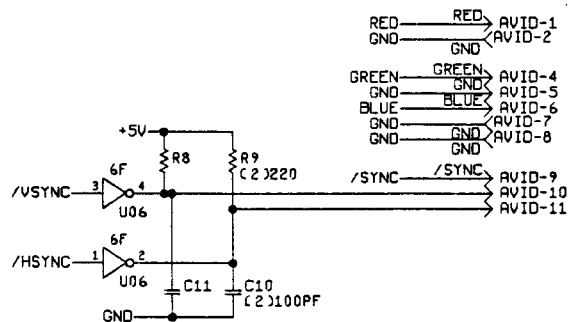 RED RED AVID-1
GND GND AVID-2
GREEN GREEN AVID-4
GND GND AVID-5
BLUE BLUE AVID-6
GND AVID-7
GND GND AVID-8
GND
+5V
R8 R9
(2)220
6F
/VSYNC 3 4
U06
/SYNC /SYNC AVID-9
AVID-10
AVID-11
6F
/HSYNC 1 2
U06
C11 C10
(2)100PF
GND